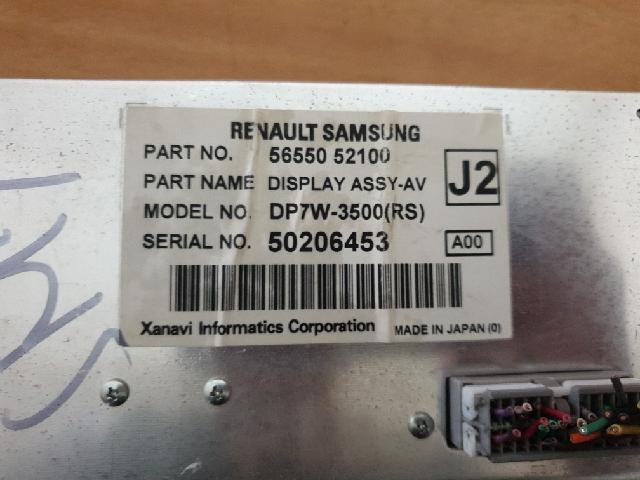 RENAULT SAMSUNG
PART NO. 56550 52100
PART NAME DISPLAY ASSY-AV
J2
MODEL NO. DP7W-3500(RS)
SERIAL NO. 50206453
A00
Xanavi Informatics Corporation MADE IN JAPAN (0)